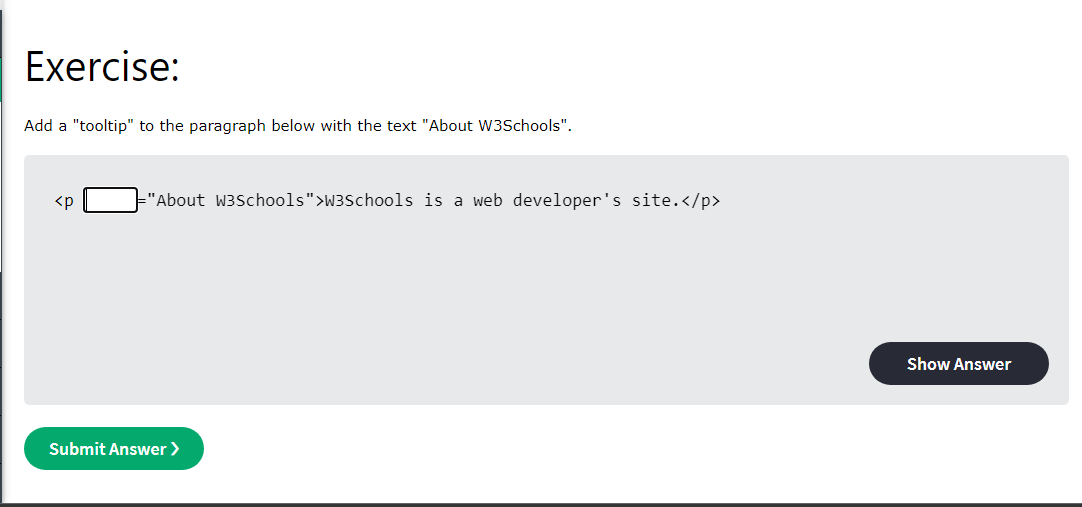 Exercise:
Add a "tooltip" to the paragraph below with the text "About W3Schools".
<p ="About W3Schools">W3Schools is a web developer's site.</p>
Show Answer
Submit Answer ❯